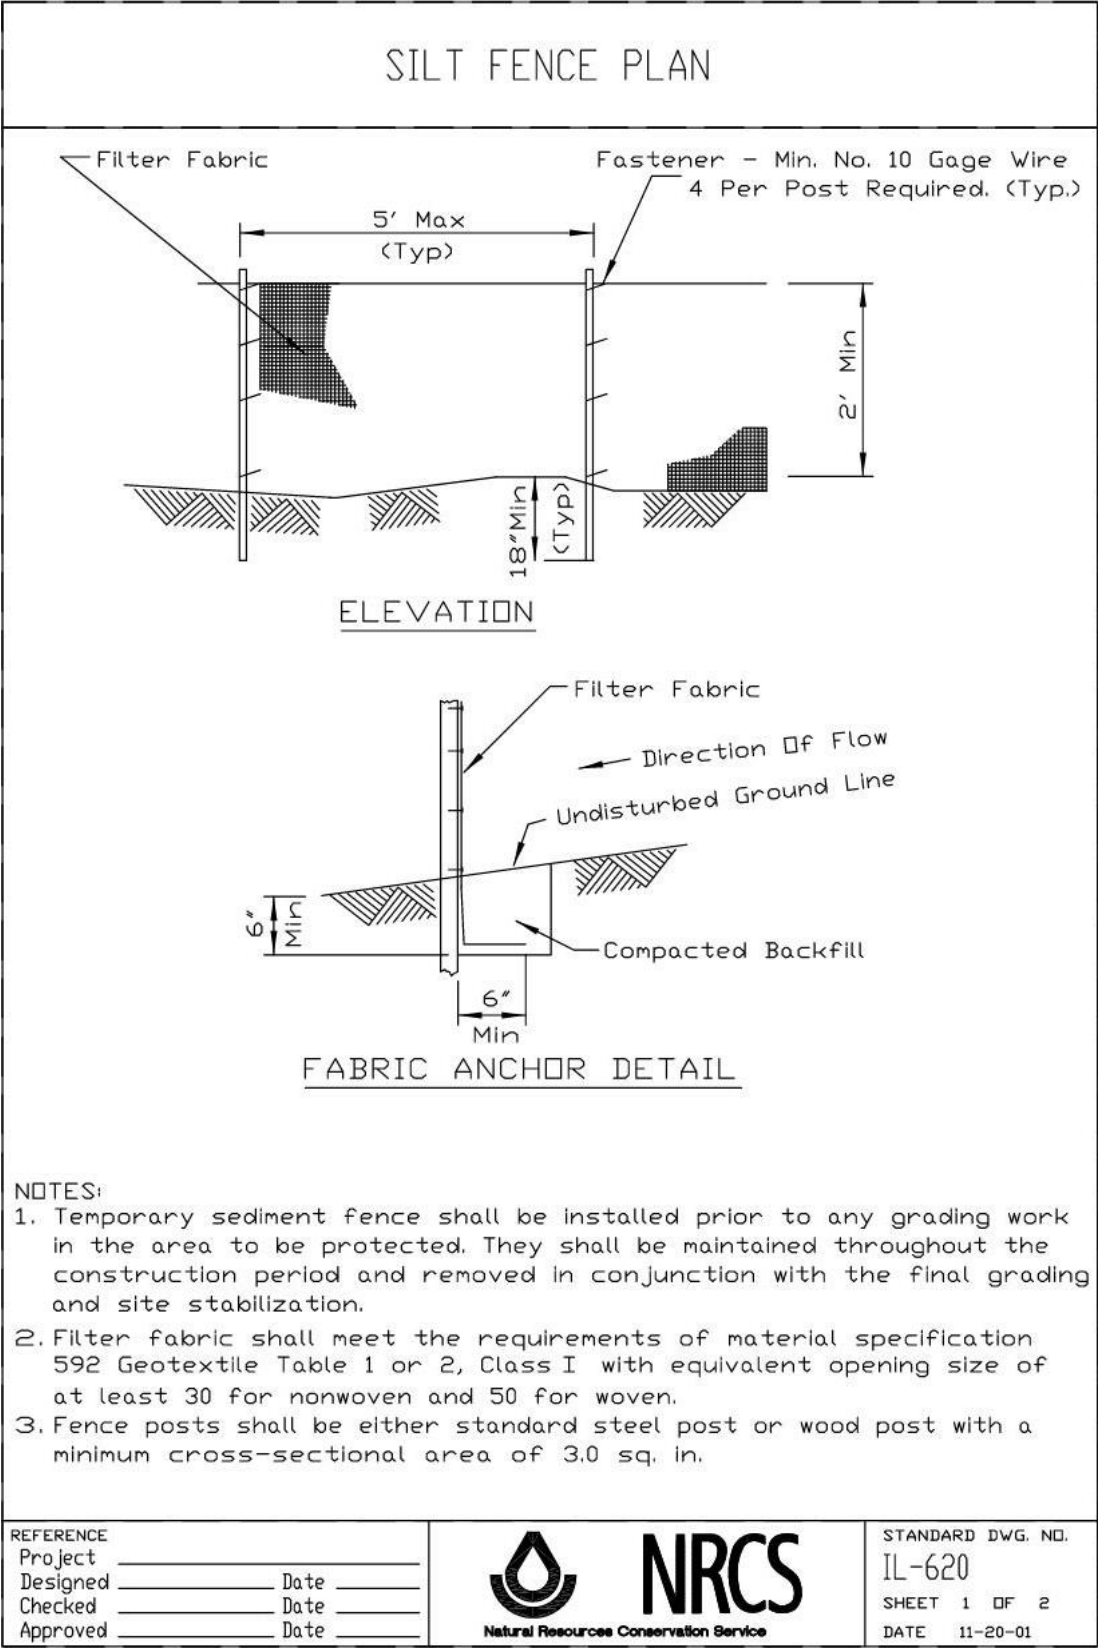 SILT FENCE PLAN
Filter Fabric
Fastener - Min. No. 10 Gage Wire
4 Per Post Required. (Typ.)
5' Max
(Typ)
2' Min
18"Min
(Typ)
ELEVATION
Filter Fabric
Direction Of Flow
Undisturbed Ground Line
6"
Min
Compacted Backfill
6"
Min
FABRIC ANCHOR DETAIL
NOTES:
1. Temporary sediment fence shall be installed prior to any grading work
in the area to be protected. They shall be maintained throughout the
construction period and removed in conjunction with the final grading
and site stabilization.
2. Filter fabric shall meet the requirements of material specification
592 Geotextile Table 1 or 2, Class I with equivalent opening size of
at least 30 for nonwoven and 50 for woven.
3. Fence posts shall be either standard steel post or wood post with a
minimum cross-sectional area of 3.0 sq. in.
REFERENCE
Project
Designed Date
Checked Date
Approved Date
NRCS
Natural Resources Conservation Service
STANDARD DWG. NO.
IL-620
SHEET 1 OF 2
DATE 11-20-01